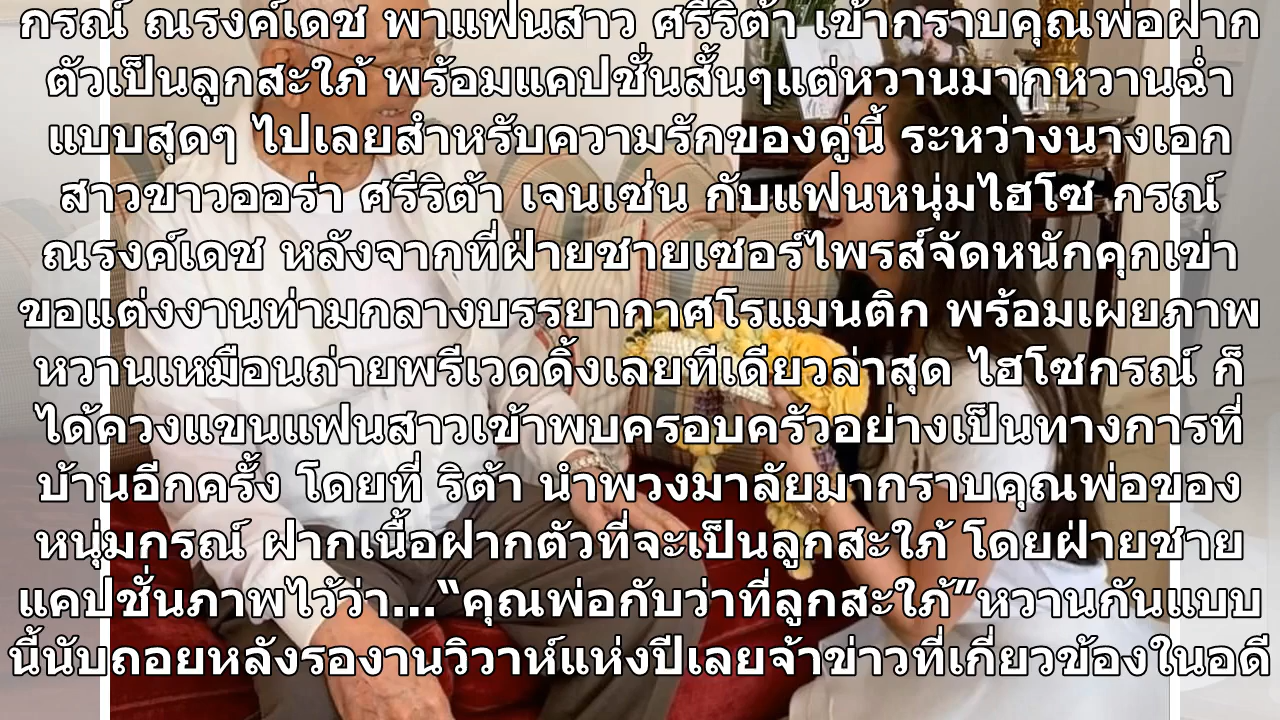 กรณ์ ณรงค์เดช พาแฟนสาว ศรีริต้า เข้ากราบคุณพ่อฝาก
ตัวเป็นลูกสะใภ้ พร้อมแคปชั่นสั้นๆแต่หวานมากหวานฉ่ำ
แบบสุดๆ ไปเลยสำหรับความรักของคู่นี้ ระหว่างนางเอก
สาวขาวออร่า ศรีริต้า เจนเซ่น กับแฟนหนุ่มไฮโซ กรณ์
ณรงค์เดช หลังจากที่ฝ่ายชายเซอร์ไพรส์จัดหนักคุกเข่า
ขอแต่งงานท่ามกลางบรรยากาศโรแมนติก พร้อมเผยภาพ
หวานเหมือนถ่ายพรีเวดดิ้งเลยทีเดียวล่าสุด ไฮโซกรณ์ ก็
ได้ควงแขนแฟนสาวเข้าพบครอบครัวอย่างเป็นทางการที่
บ้านอีกครั้ง โดยที่ ริต้า นำพวงมาลัยมากราบคุณพ่อของ
หนุ่มกรณ์ ฝากเนื้อฝากตัวที่จะเป็นลูกสะใภ้ โดยฝ่ายชาย
แคปชั่นภาพไว้ว่า...“คุณพ่อกับว่าที่ลูกสะใภ้”หวานกันแบบ
นี้นับถอยหลังรองานวิวาห์แห่งปีเลยจ้าข่าวที่เกี่ยวข้องในอดี